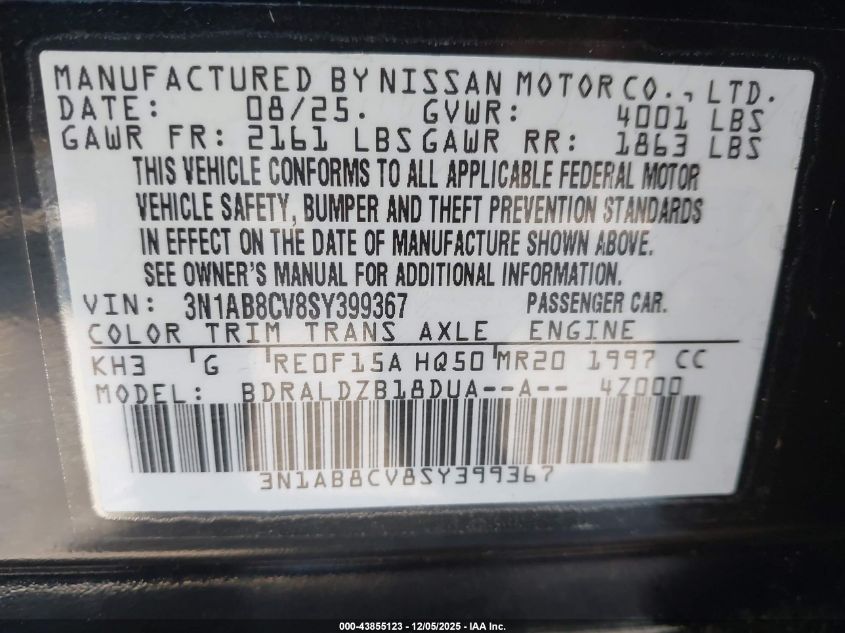 MANUFACTURED BY NISSAN MOTOR CO., LTD.
DATE: 08/25. GVWR: 4001 LBS
GAWR FR: 2161 LBS GAWR RR: 1863 LBS
THIS VEHICLE CONFORMS TO ALL APPLICABLE FEDERAL MOTOR
VEHICLE SAFETY, BUMPER AND THEFT PREVENTION STANDARDS
IN EFFECT ON THE DATE OF MANUFACTURE SHOWN ABOVE.
SEE OWNER'S MANUAL FOR ADDITIONAL INFORMATION.
VIN: 3N1AB8CV8SY399367 PASSENGER CAR.
COLOR TRIM TRANS AXLE ENGINE
KH3 G RE0F15A HQ50 MR20 1997 CC
MODEL: BDRALDZB18DUA--A-- 4Z000
3N1AB8CV8SY399367
000-43855123 - 12/05/2025 - IAA Inc.